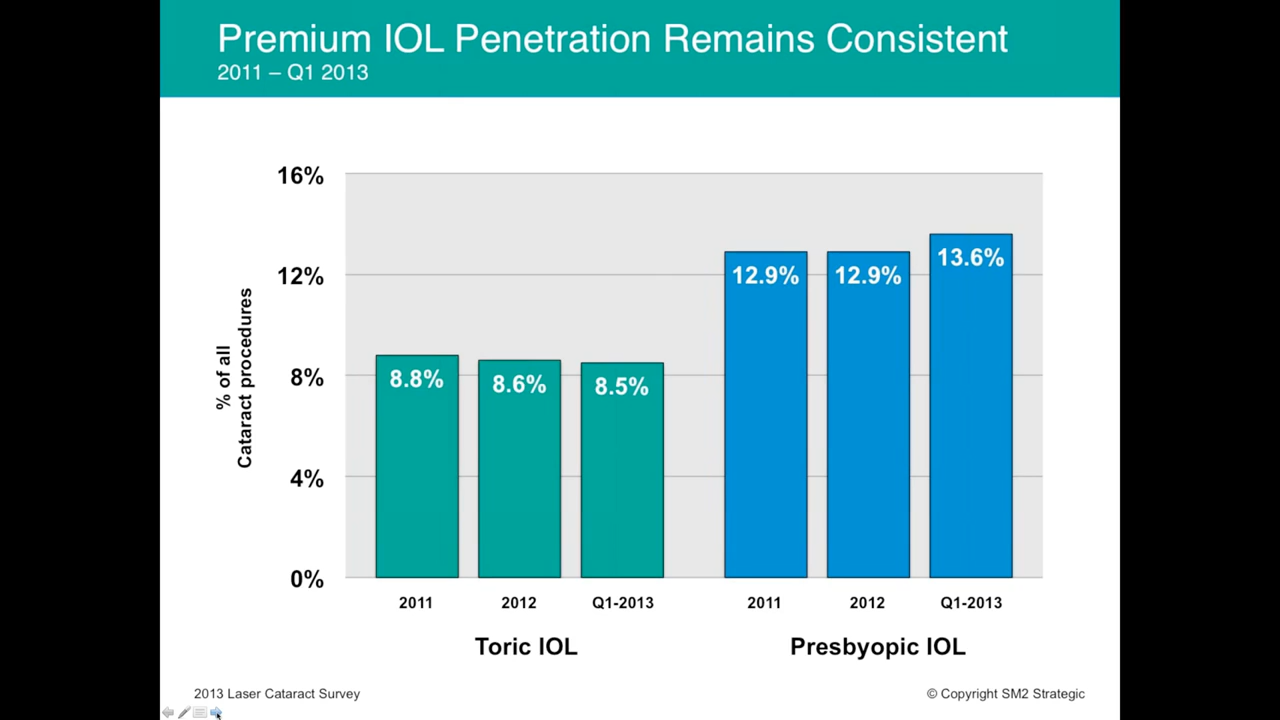 Premium IOL Penetration Remains Consistent
2011 – Q1 2013
16%
12%
8%
4%
0%
% of all
Cataract procedures
8.8%
8.6%
8.5%
12.9%
12.9%
13.6%
2011
2012
Q1-2013
2011
2012
Q1-2013
Toric IOL
Presbyopic IOL
2013 Laser Cataract Survey
© Copyright SM2 Strategic